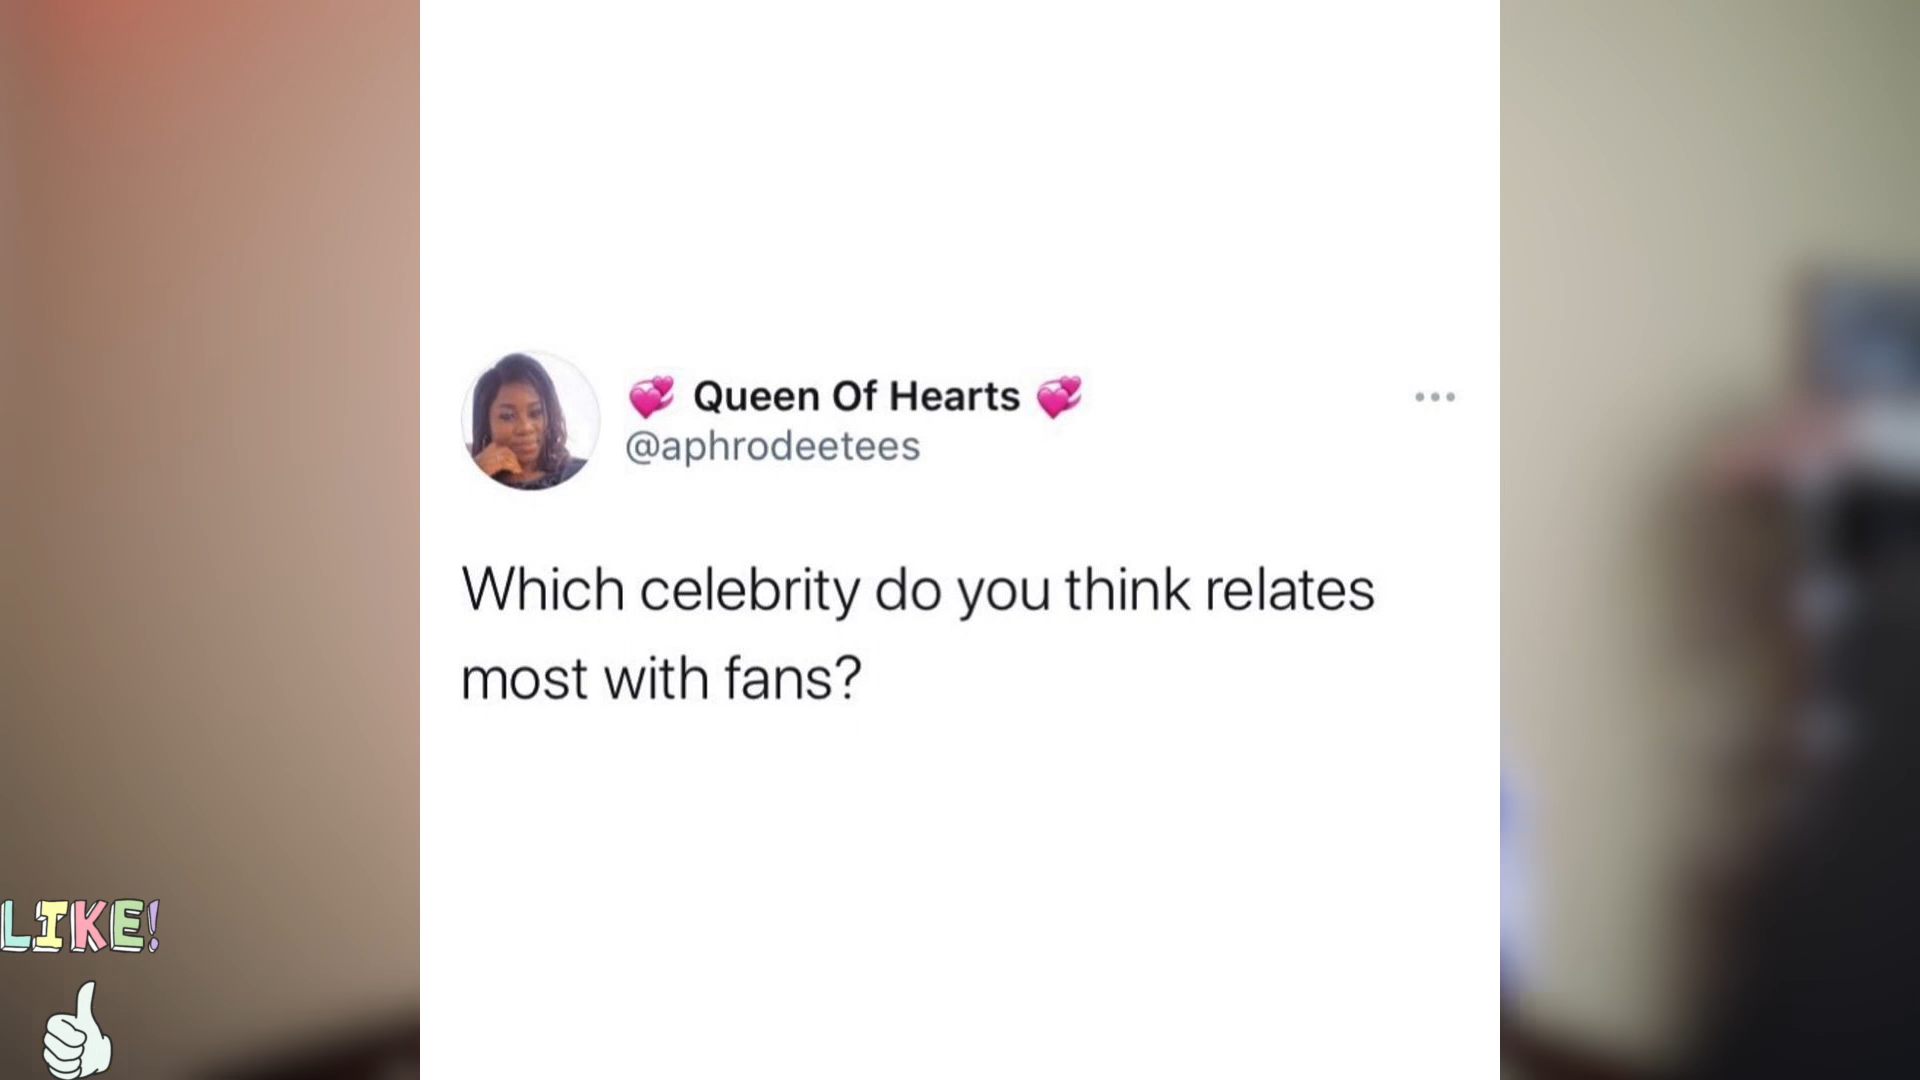 💞 Queen Of Hearts 💞
@aphrodeetees
Which celebrity do you think relates
most with fans?
LIKE!